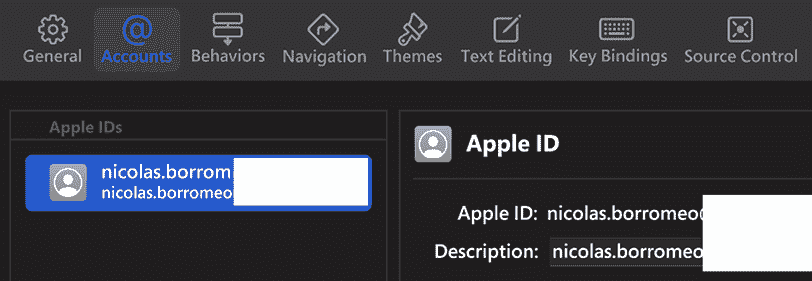 General Accounts Behaviors Navigation Themes Text Editing Key Bindings Source Control
Apple IDs
nicolas.borrom
nicolas.borromeo
Apple ID
Apple ID: nicolas.borromeo@
Description: nicolas.borromeo